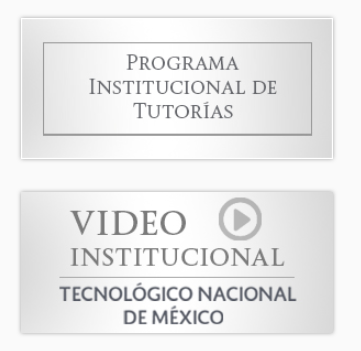 PROGRAMA
INSTITUCIONAL DE
TUTORÍAS
VIDEO
INSTITUCIONAL
TECNOLÓGICO NACIONAL
DE MÉXICO